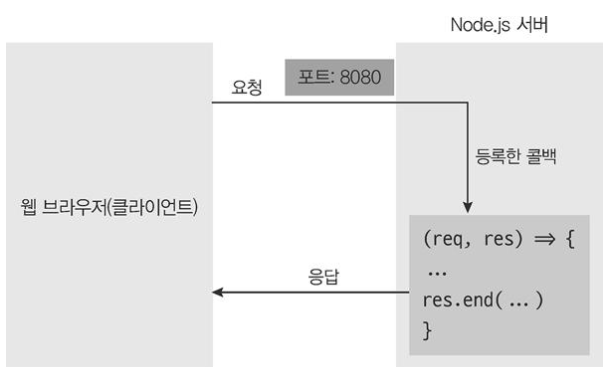 Node.js 서버
요청
포트: 8080
등록한 콜백
웹 브라우저(클라이언트)
(req, res) ⇒ {
...
res.end( ... )
}
응답